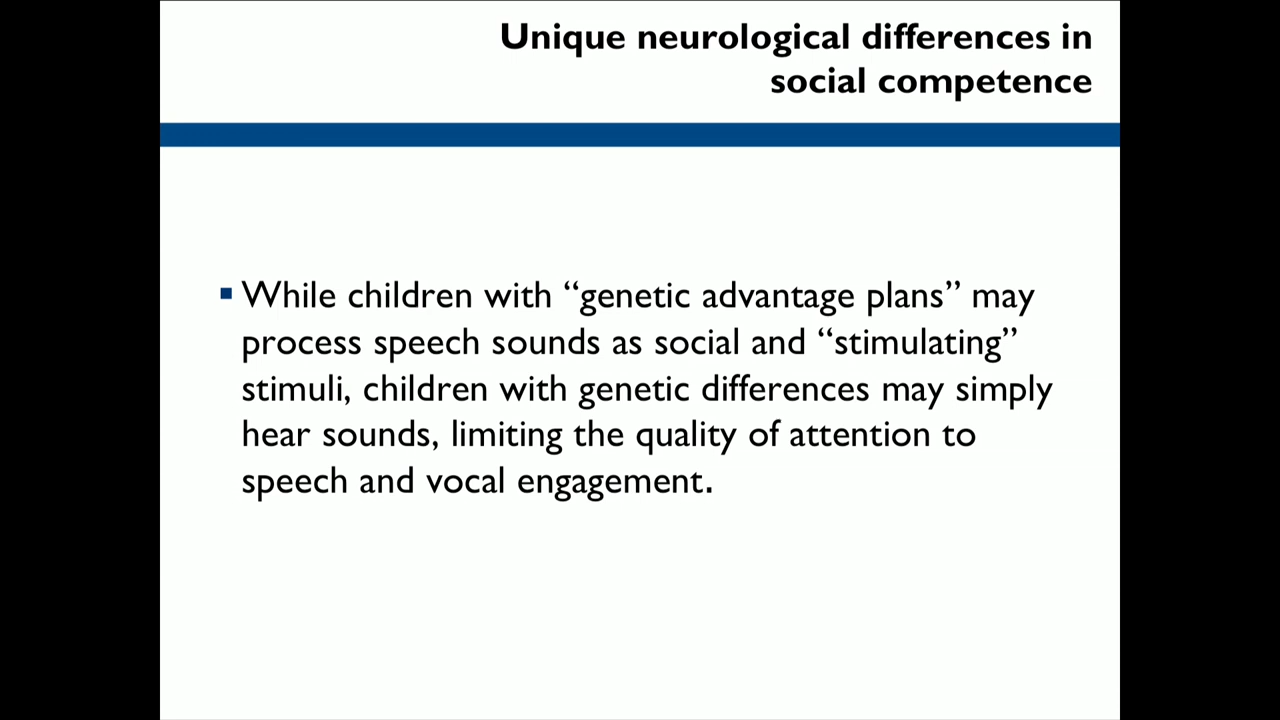 Unique neurological differences in
social competence
▪ While children with “genetic advantage plans” may
process speech sounds as social and “stimulating”
stimuli, children with genetic differences may simply
hear sounds, limiting the quality of attention to
speech and vocal engagement.